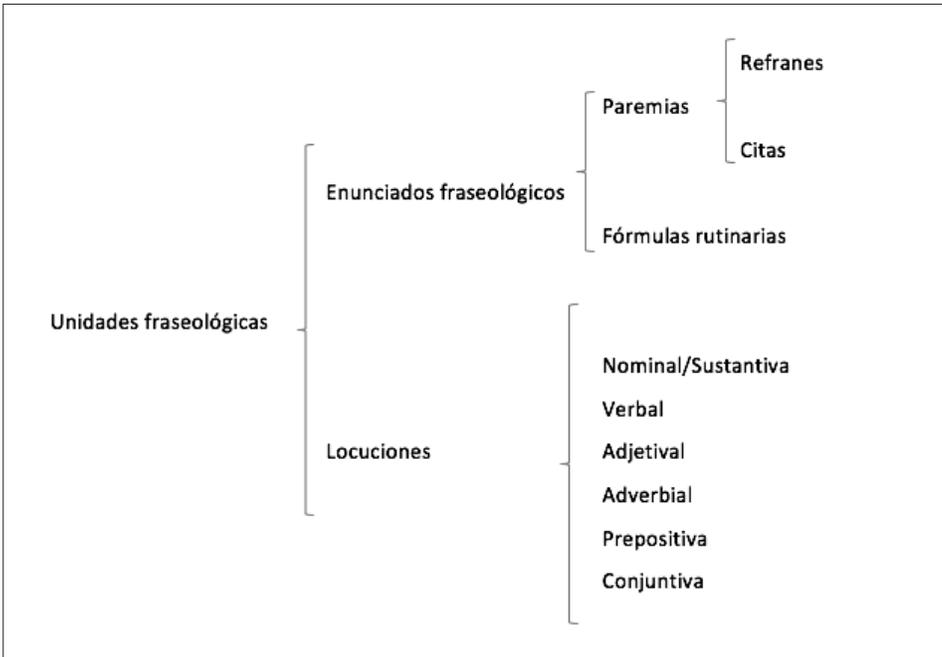 Refranes
Paremias
Citas
Enunciados fraseológicos
Fórmulas rutinarias
Unidades fraseológicas
Nominal/Sustantiva
Verbal
Locuciones
Adjetival
Adverbial
Prepositiva
Conjuntiva